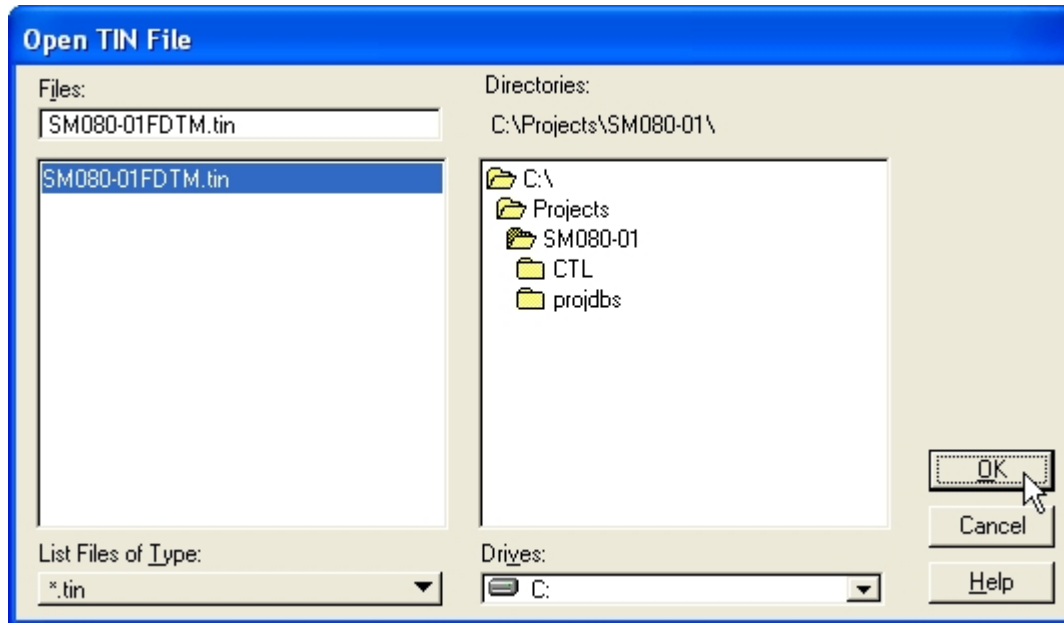 Open TIN File
Files:
SM080-01FDTM.tin
SM080-01FDTM.tin
List Files of Type:
*.tin
Directories:
C:\Projects\SM080-01\
C:\
Projects
SM080-01
CTL
projdbs
Drives:
C:
OK
Cancel
Help